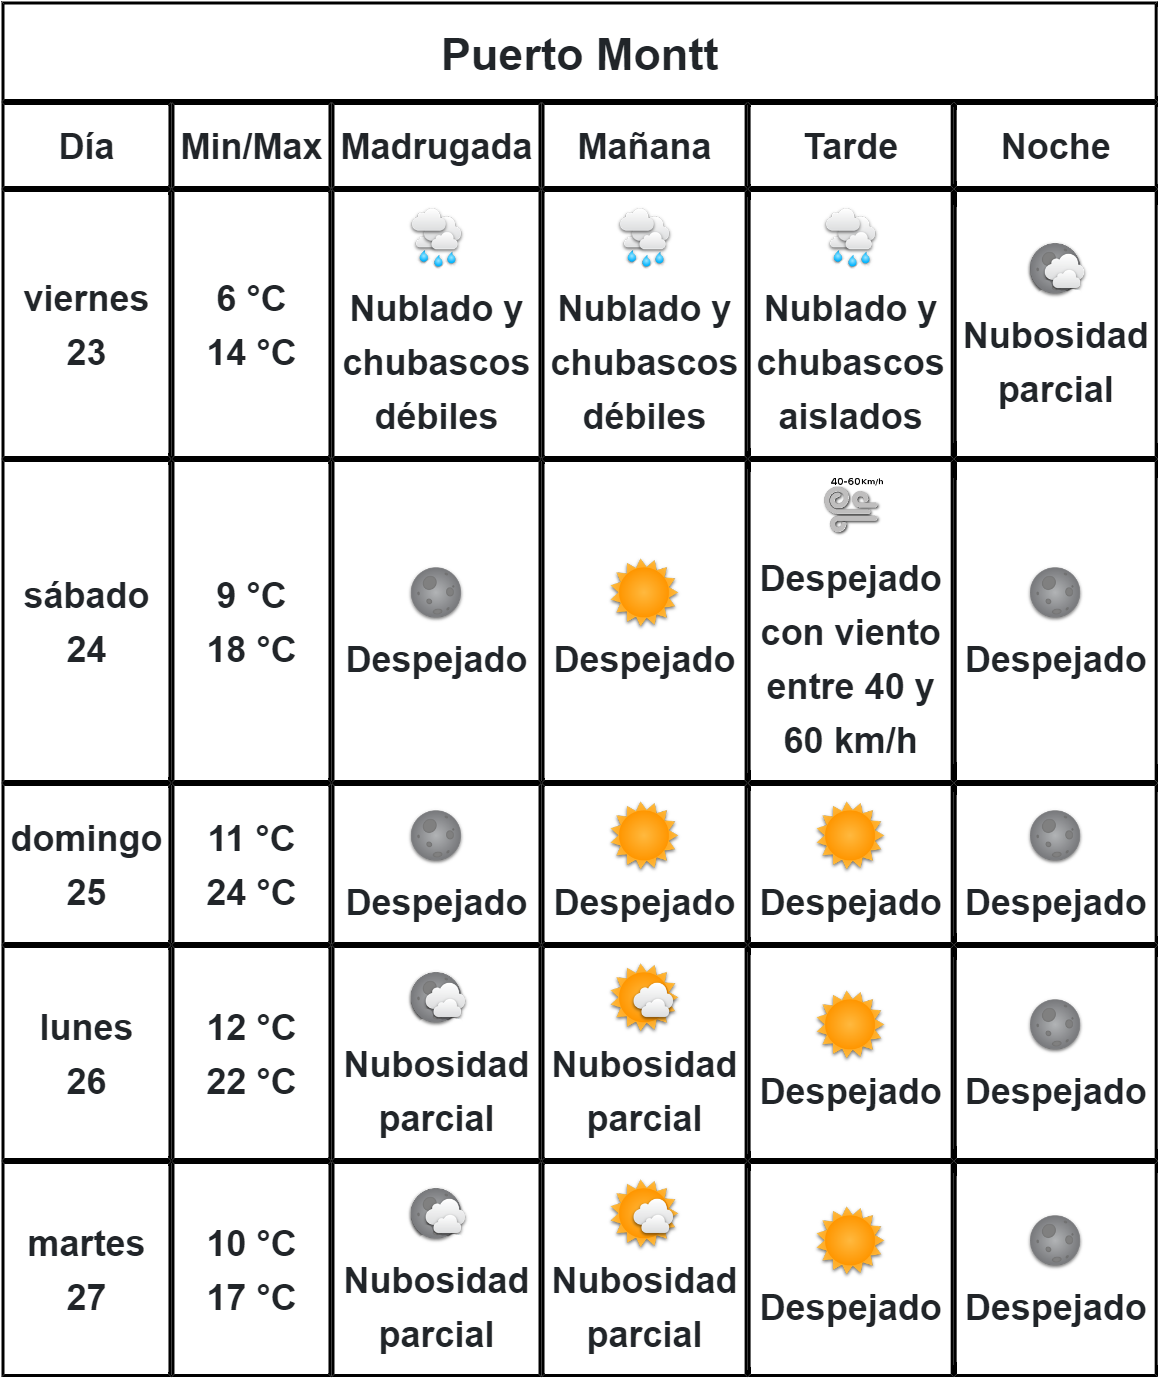 Puerto Montt
Día Min/Max Madrugada Mañana Tarde Noche
viernes
23
6 °C
14 °C
Nublado y
chubascos
débiles
Nublado y
chubascos
débiles
Nublado y
chubascos
aislados
Nubosidad
parcial
sábado
24
9 °C
18 °C
Despejado
Despejado
40-60Km/h
Despejado
con viento
entre 40 y
60 km/h
Despejado
domingo
25
11 °C
24 °C
Despejado
Despejado
Despejado
Despejado
lunes
26
12 °C
22 °C
Nubosidad
parcial
Nubosidad
parcial
Despejado
Despejado
martes
27
10 °C
17 °C
Nubosidad
parcial
Nubosidad
parcial
Despejado
Despejado